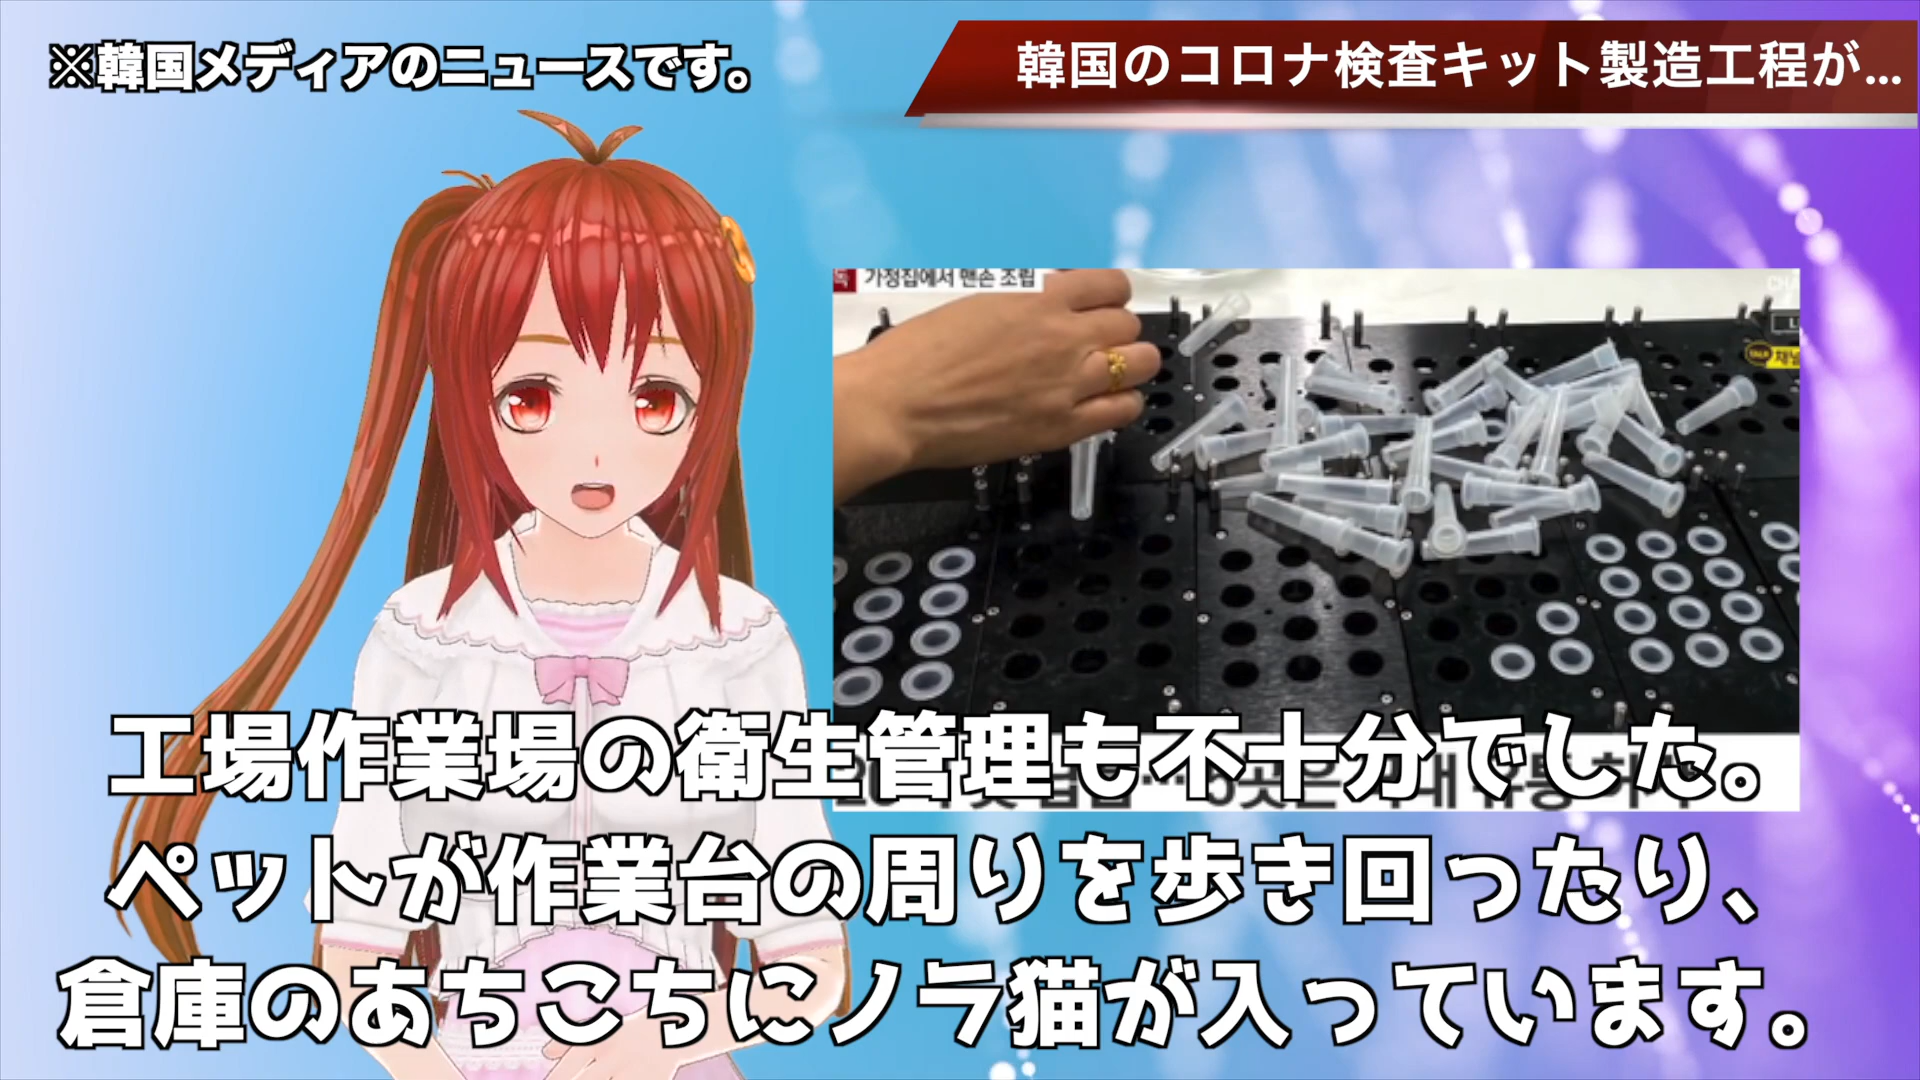 ※韓国メディアのニュースです。
韓国のコロナ検査キット製造工程が...
가정집에서 맨손 조립
工場作業場の衛生管理も不十分でした。
ペットが作業台の周りを歩き回ったり、
倉庫のあちこちにノラ猫が入っています。